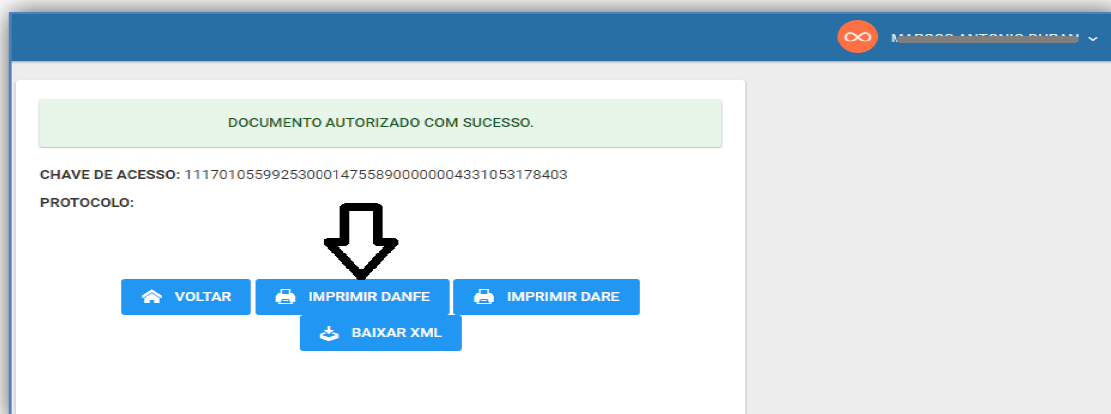 DOCUMENTO AUTORIZADO COM SUCESSO.
CHAVE DE ACESSO: 11170105599253000147558900000004331053178403
PROTOCOLO:
VOLTAR
IMPRIMIR DANFE
IMPRIMIR DARE
BAIXAR XML